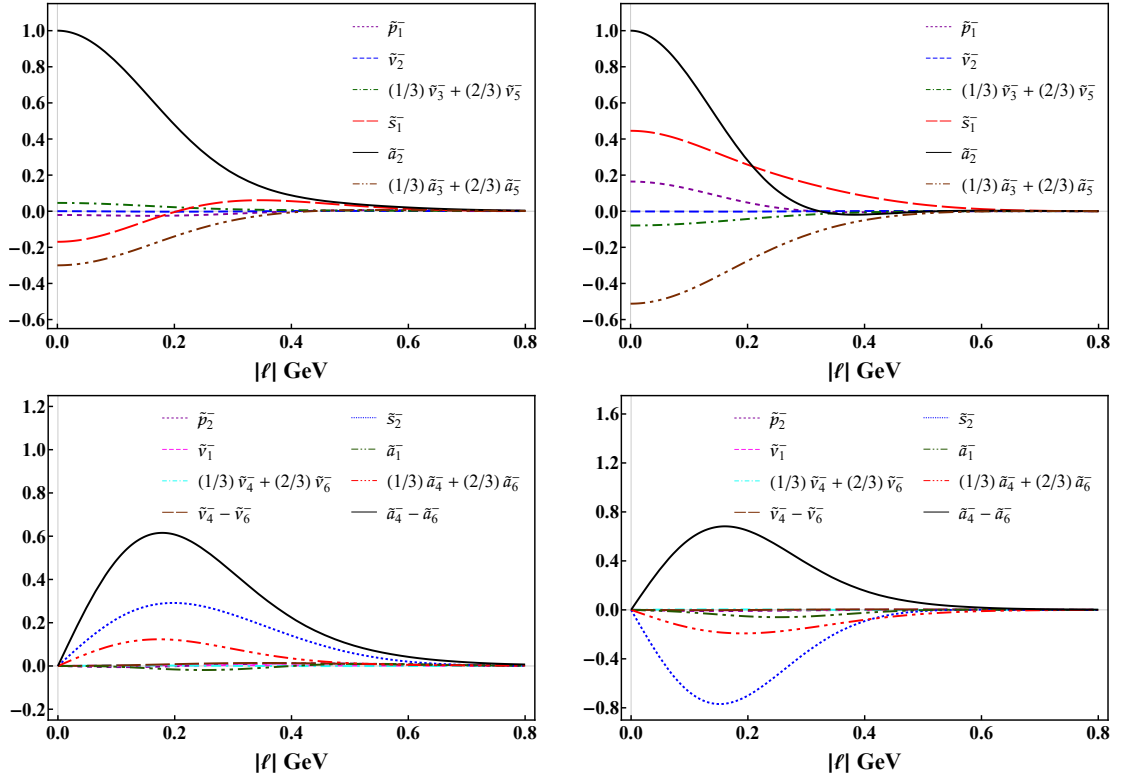 1.0
0.8
0.6
0.4
0.2
0.0
−0.2
−0.4
−0.6
0.0 0.2 0.4 0.6 0.8
|ℓ| GeV
p̃₁⁻
ṽ₂⁻
(1/3) ṽ₃⁻ + (2/3) ṽ₅⁻
s̃₁⁻
ã₂⁻
(1/3) ã₃⁻ + (2/3) ã₅⁻
1.0
0.8
0.6
0.4
0.2
0.0
−0.2
−0.4
−0.6
0.0 0.2 0.4 0.6 0.8
|ℓ| GeV
p̃₁⁻
ṽ₂⁻
(1/3) ṽ₃⁻ + (2/3) ṽ₅⁻
s̃₁⁻
ã₂⁻
(1/3) ã₃⁻ + (2/3) ã₅⁻
1.2
1.0
0.8
0.6
0.4
0.2
0.0
−0.2
0.0 0.2 0.4 0.6 0.8
|ℓ| GeV
p̃₂⁻ s̃₂⁻
ṽ₁⁻ ã₁⁻
(1/3) ṽ₄⁻ + (2/3) ṽ₆⁻ (1/3) ã₄⁻ + (2/3) ã₆⁻
ṽ₄⁻ − ṽ₆⁻ ã₄⁻ − ã₆⁻
1.6
1.2
0.8
0.4
0.0
−0.4
−0.8
0.0 0.2 0.4 0.6 0.8
|ℓ| GeV
p̃₂⁻ s̃₂⁻
ṽ₁⁻ ã₁⁻
(1/3) ṽ₄⁻ + (2/3) ṽ₆⁻ (1/3) ã₄⁻ + (2/3) ã₆⁻
ṽ₄⁻ − ṽ₆⁻ ã₄⁻ − ã₆⁻